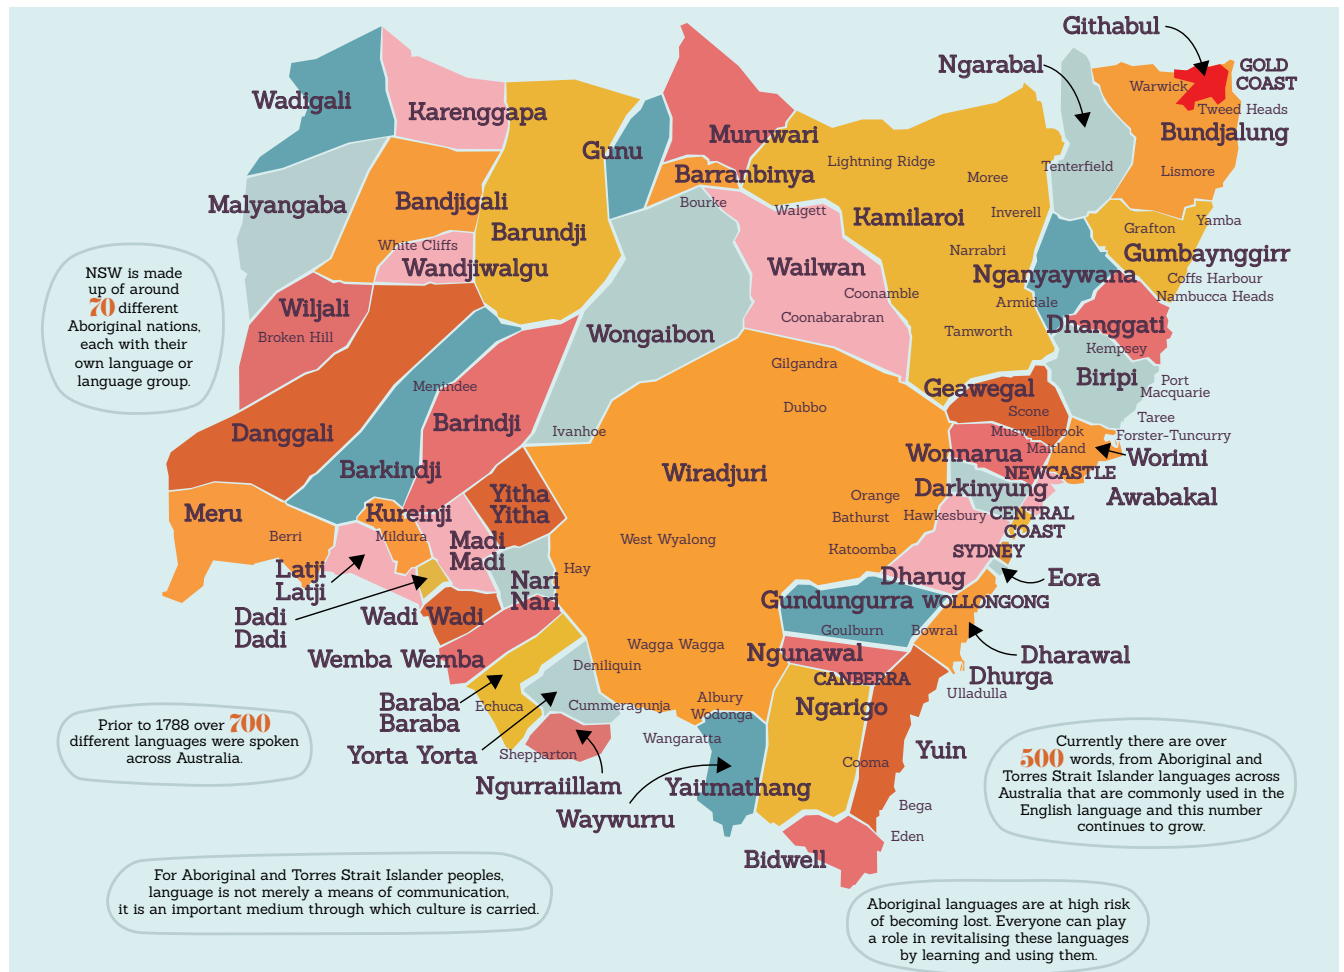 Githabul
Ngarabal
GOLD
COAST
Warwick
Tweed Heads
Wadigali
Karenggapa
Gunu
Muruwari
Bundjalung
Lightning Ridge
Tenterfield
Barranbinya
Moree
Lismore
Malyangaba
Bandjigali
Bourke
Walgett
Kamilaroi
Inverell
Yamba
Grafton
Barundji
White Cliffs
Narrabri
Gumbaynggirr
Wandjiwalgu
Wailwan
Nganyaywana
Coffs Harbour
NSW is made
up of around
70 different
Aboriginal nations,
each with their
own language or
language group.
Coonamble
Armidale
Nambucca Heads
Wiljali
Coonabarabran
Broken Hill
Wongaibon
Tamworth
Dhanggati
Kempsey
Gilgandra
Menindee
Geawegal
Biripi
Port
Macquarie
Dubbo
Scone
Taree
Danggali
Barindji
Ivanhoe
Muswellbrook
Forster-Tuncurry
Wonnarua
Maitland
Worimi
Barkindji
Wiradjuri
NEWCASTLE
Darkinyung
Awabakal
Yitha
Yitha
Orange
Meru
Kureinji
Bathurst
Hawkesbury
CENTRAL
COAST
Berri
Mildura
Madi
Madi
West Wyalong
Katoomba
SYDNEY
Latji
Latji
Hay
Dharug
Eora
Nari
Nari
Gundungurra
WOLLONGONG
Dadi
Dadi
Wadi Wadi
Goulburn
Bowral
Wagga Wagga
Ngunawal
Dharawal
Wemba Wemba
Deniliquin
CANBERRA
Dhurga
Ulladulla
Baraba
Baraba
Echuca
Cummeragunja
Albury
Wodonga
Ngarigo
Prior to 1788 over 700
different languages were spoken
across Australia.
Yorta Yorta
Shepparton
Wangaratta
Yuin
Cooma
Currently there are over
500 words, from Aboriginal and
Torres Strait Islander languages across
Australia that are commonly used in the
English language and this number
continues to grow.
Ngurraiillam
Yaitmathang
Waywurru
Bega
Eden
Bidwell
For Aboriginal and Torres Strait Islander peoples,
language is not merely a means of communication,
it is an important medium through which culture is carried.
Aboriginal languages are at high risk
of becoming lost. Everyone can play
a role in revitalising these languages
by learning and using them.